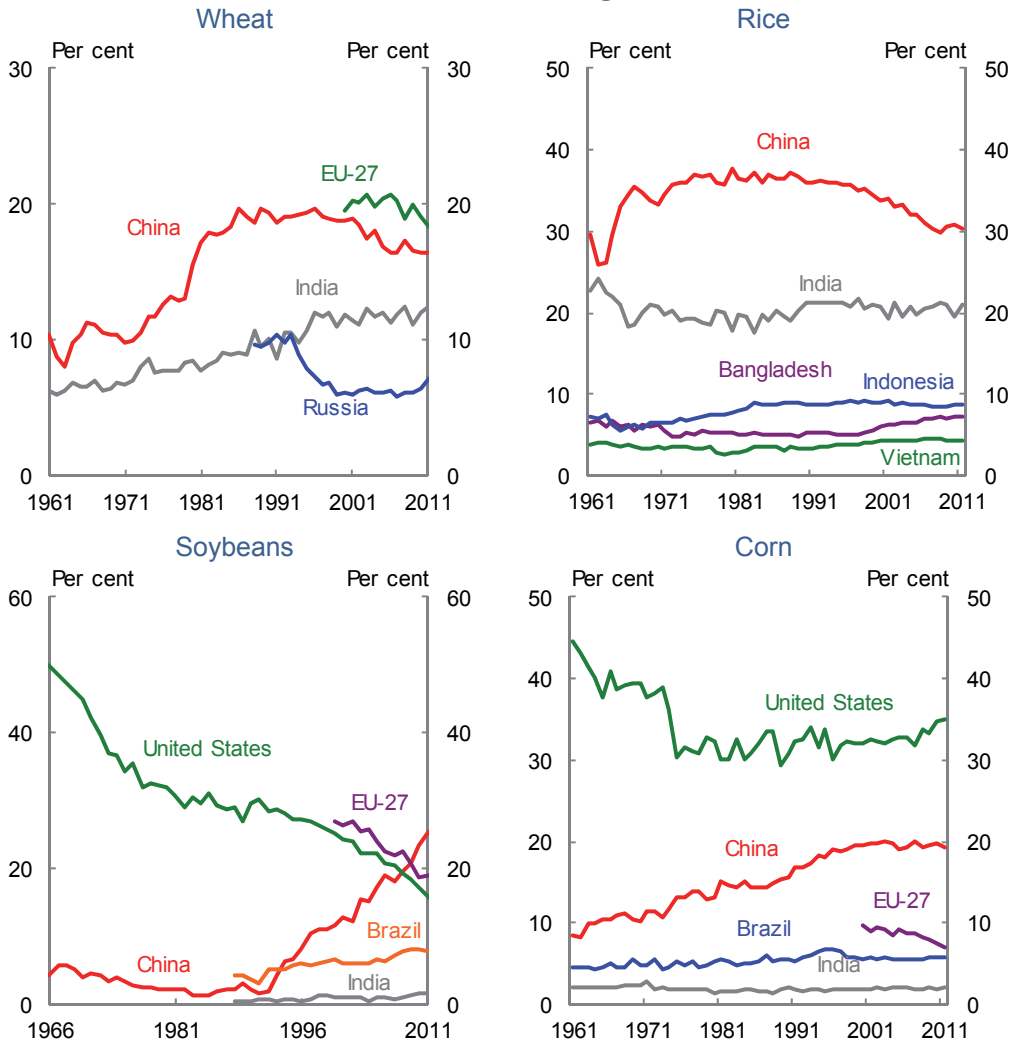 Wheat
Per cent Per cent
30 30
EU-27
20 20
China
India
10 10
Russia
0 0
1961 1971 1981 1991 2001 2011
Rice
Per cent Per cent
50 50
China
40 40
30 30
India
20 20
Bangladesh
Indonesia
10 10
Vietnam
0 0
1961 1971 1981 1991 2001 2011
Soybeans
Per cent Per cent
60 60
40 40
United States
EU-27
20 20
Brazil
China
India
0 0
1966 1981 1996 2011
Corn
Per cent Per cent
50 50
40 40
United States
30 30
20 20
China
EU-27
10 10
Brazil
India
0 0
1961 1971 1981 1991 2001 2011